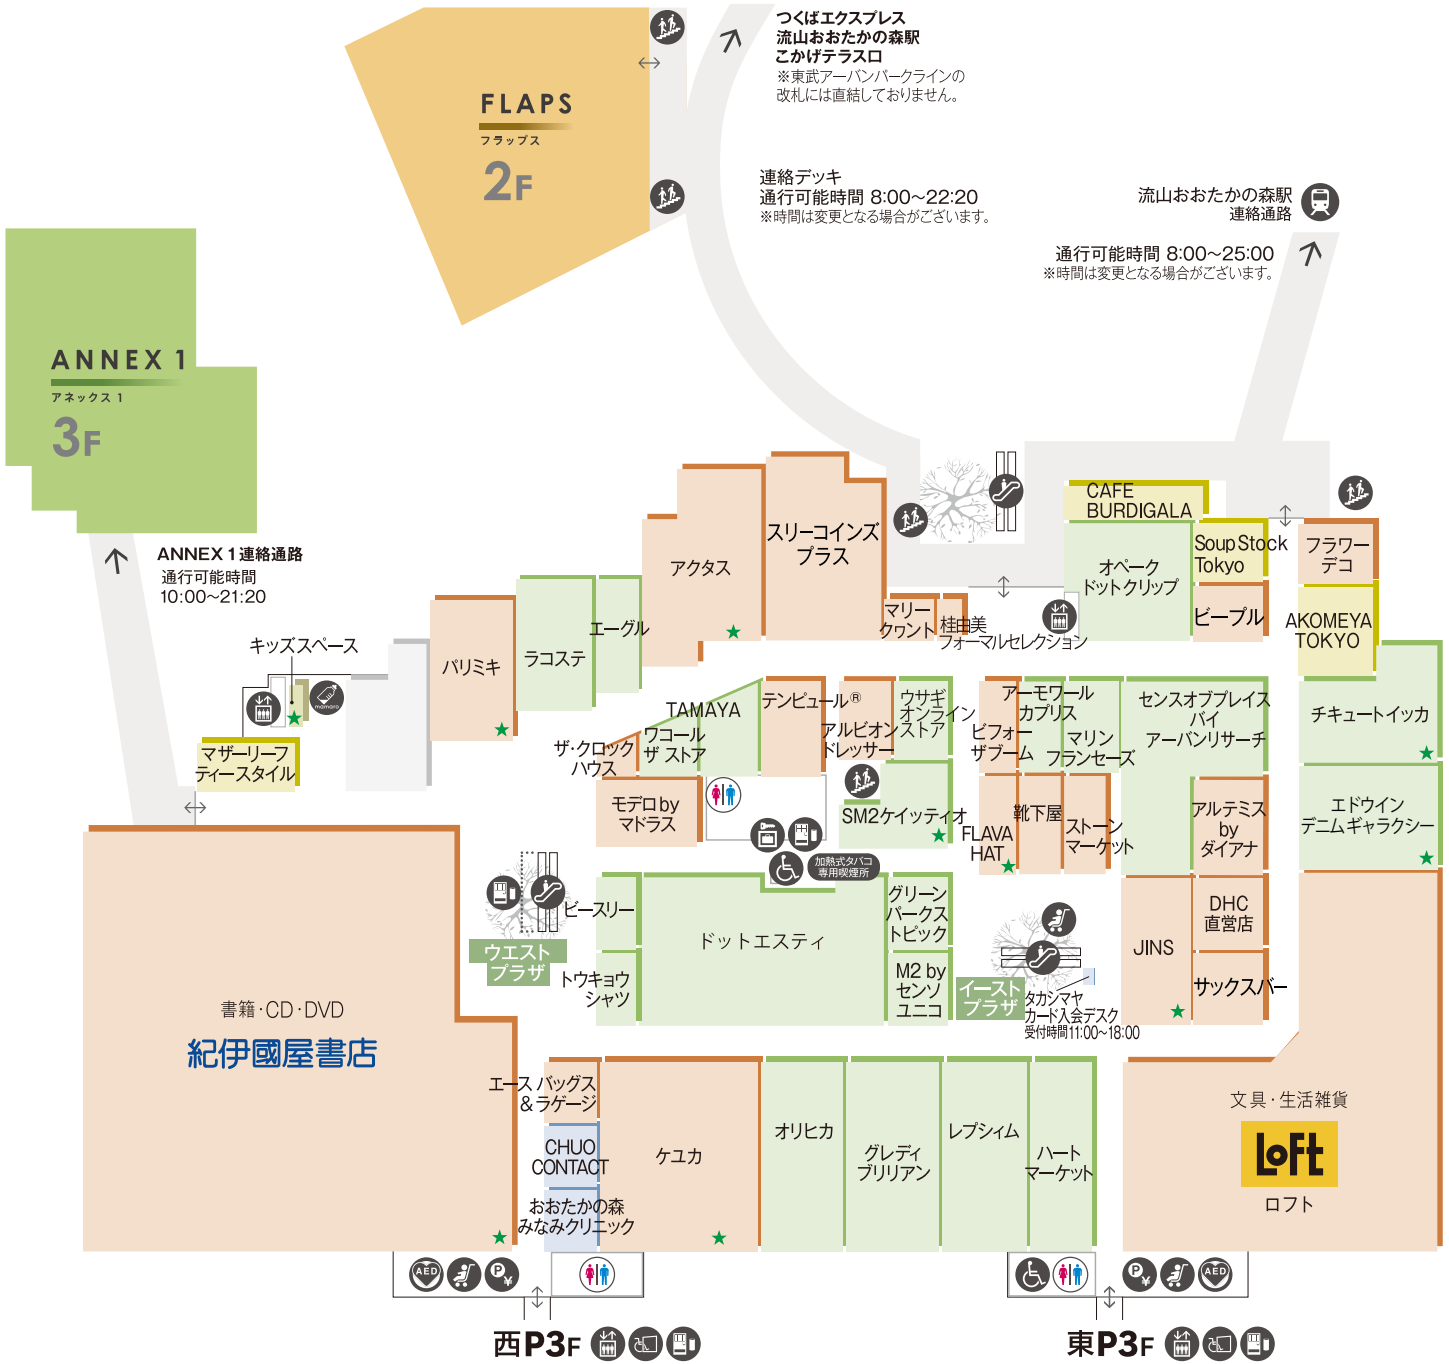 つくばエクスプレス
流山おおたかの森駅
こかげテラス口
※東武アーバンパークラインの
改札には直結しておりません。
FLAPS
フラップス
2F
連絡デッキ
通行可能時間 8:00〜22:20
※時間は変更となる場合がございます。
流山おおたかの森駅
連絡通路
通行可能時間 8:00〜25:00
※時間は変更となる場合がございます。
ANNEX 1
アネックス 1
3F
ANNEX 1連絡通路
通行可能時間
10:00〜21:20
キッズスペース
mamaro
マザーリーフ
ティースタイル
パリミキ
ラコステ
エーグル
アクタス
スリーコインズ
プラス
マリー
クヮント
桂由美
フォーマルセレクション
CAFE
BURDIGALA
オペーク
ドットクリップ
Soup Stock
Tokyo
ビープル
フラワー
デコ
AKOMEYA
TOKYO
チキュートイッカ
エドウイン
デニムギャラクシー
ザ・クロック
ハウス
ワコール
ザ ストア
TAMAYA
テンピュール®
モデロ by
マドラス
アルビオン
ドレッサー
ウサギ
オンライン
ストア
SM2ケイッティオ
ビフォー
ザブーム
アーモワール
カプリス
マリン
フランセーズ
センスオブプレイス
バイ
アーバンリサーチ
FLAVA
HAT
靴下屋
ストーン
マーケット
アルテミス
by
ダイアナ
加熱式タバコ
専用喫煙所
ビースリー
ウエスト
プラザ
トウキョウ
シャツ
ドットエスティ
グリーン
パークス
トピック
M2 by
センソ
ユニコ
イースト
プラザ
タカシマヤ
カード入会デスク
受付時間11:00〜18:00
JINS
DHC
直営店
サックスバー
書籍・CD・DVD
紀伊國屋書店
エース バッグス
&ラゲージ
CHUO
CONTACT
おおたかの森
みなみクリニック
ケユカ
オリヒカ
グレディ
ブリリアン
レプシィム
ハート
マーケット
文具・生活雑貨
LOFT
ロフト
AED
P
¥
P
¥
AED
西P3F
東P3F